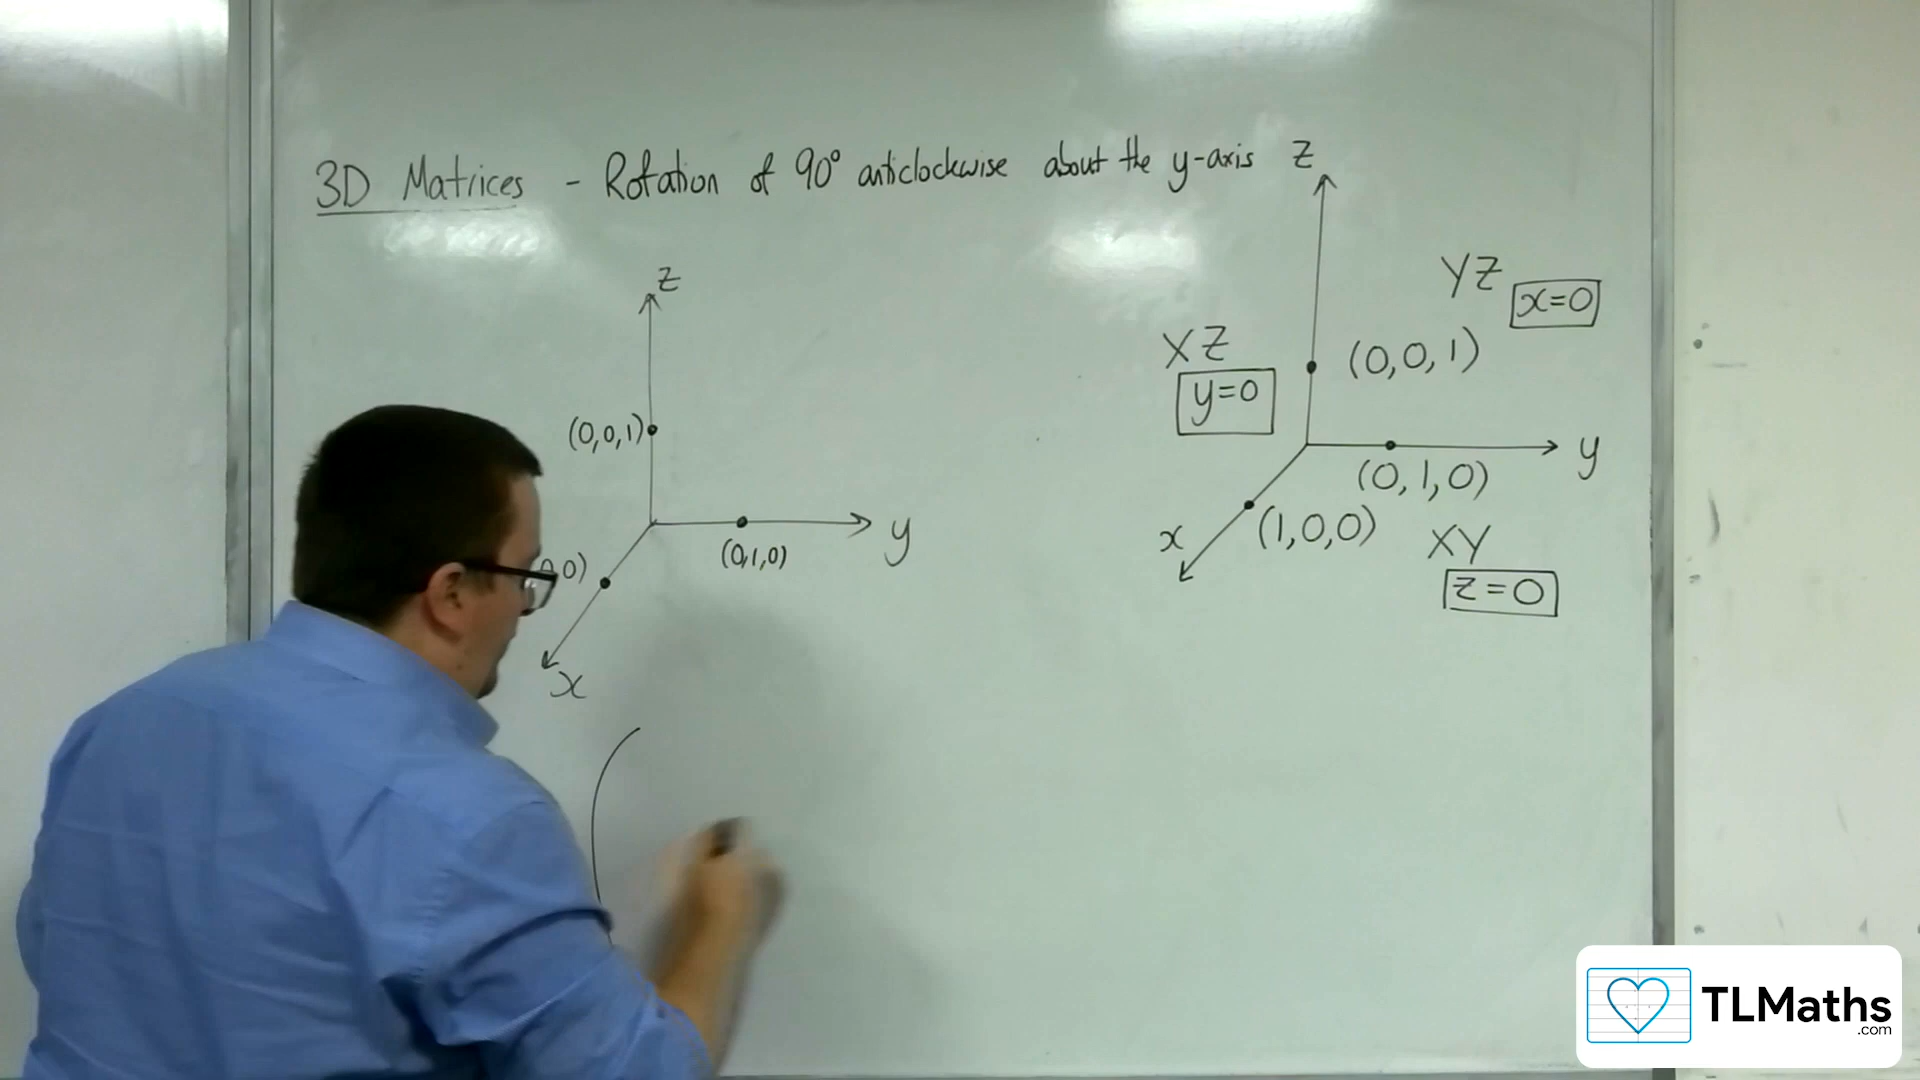 3D Matrices - Rotation of 90° anticlockwise about the y-axis
z
(0,0,1)
(0,1,0)
y
0)
x
z
YZ
x=0
XZ
y=0
(0,0,1)
y
(0,1,0)
(1,0,0)
x
XY
z=0
TLMaths
.com